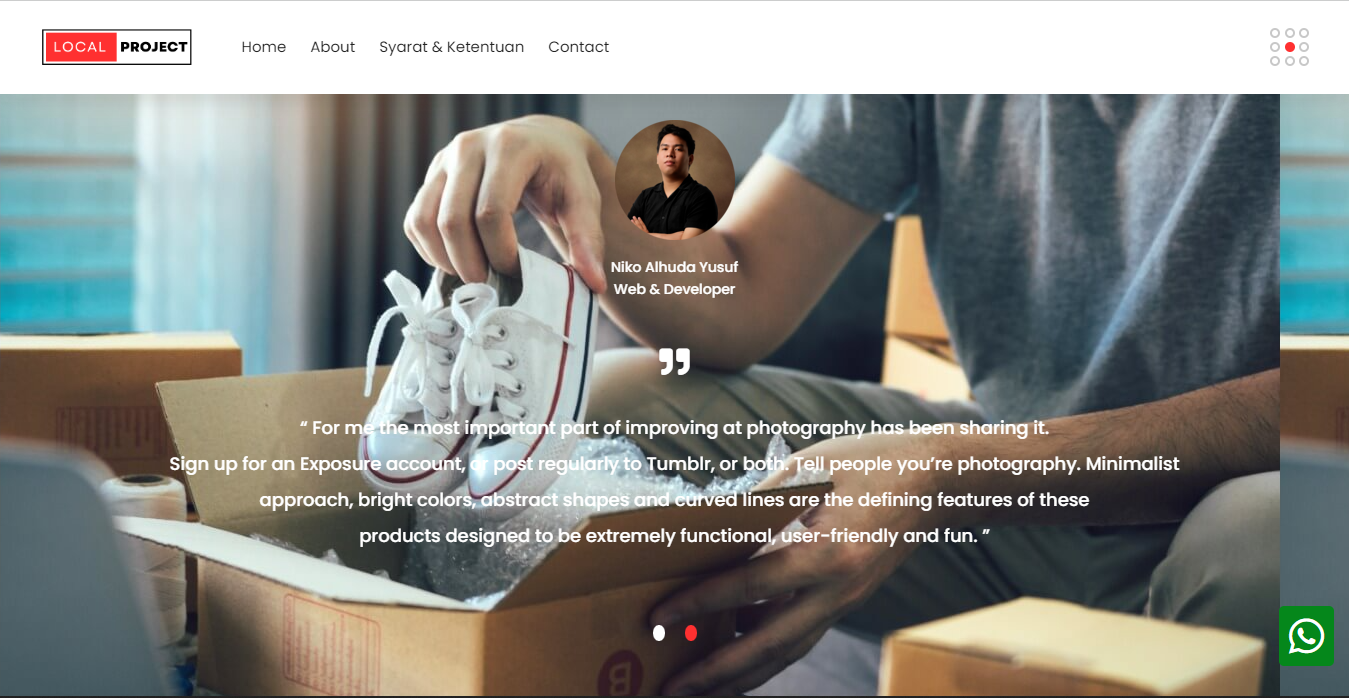 LOCAL PROJECT
Home About Syarat & Ketentuan Contact
Niko Alhuda Yusuf
Web & Developer
“ For me the most important part of improving at photography has been sharing it.
Sign up for an Exposure account, or post regularly to Tumblr, or both. Tell people you’re photography. Minimalist
approach, bright colors, abstract shapes and curved lines are the defining features of these
products designed to be extremely functional, user-friendly and fun. ”